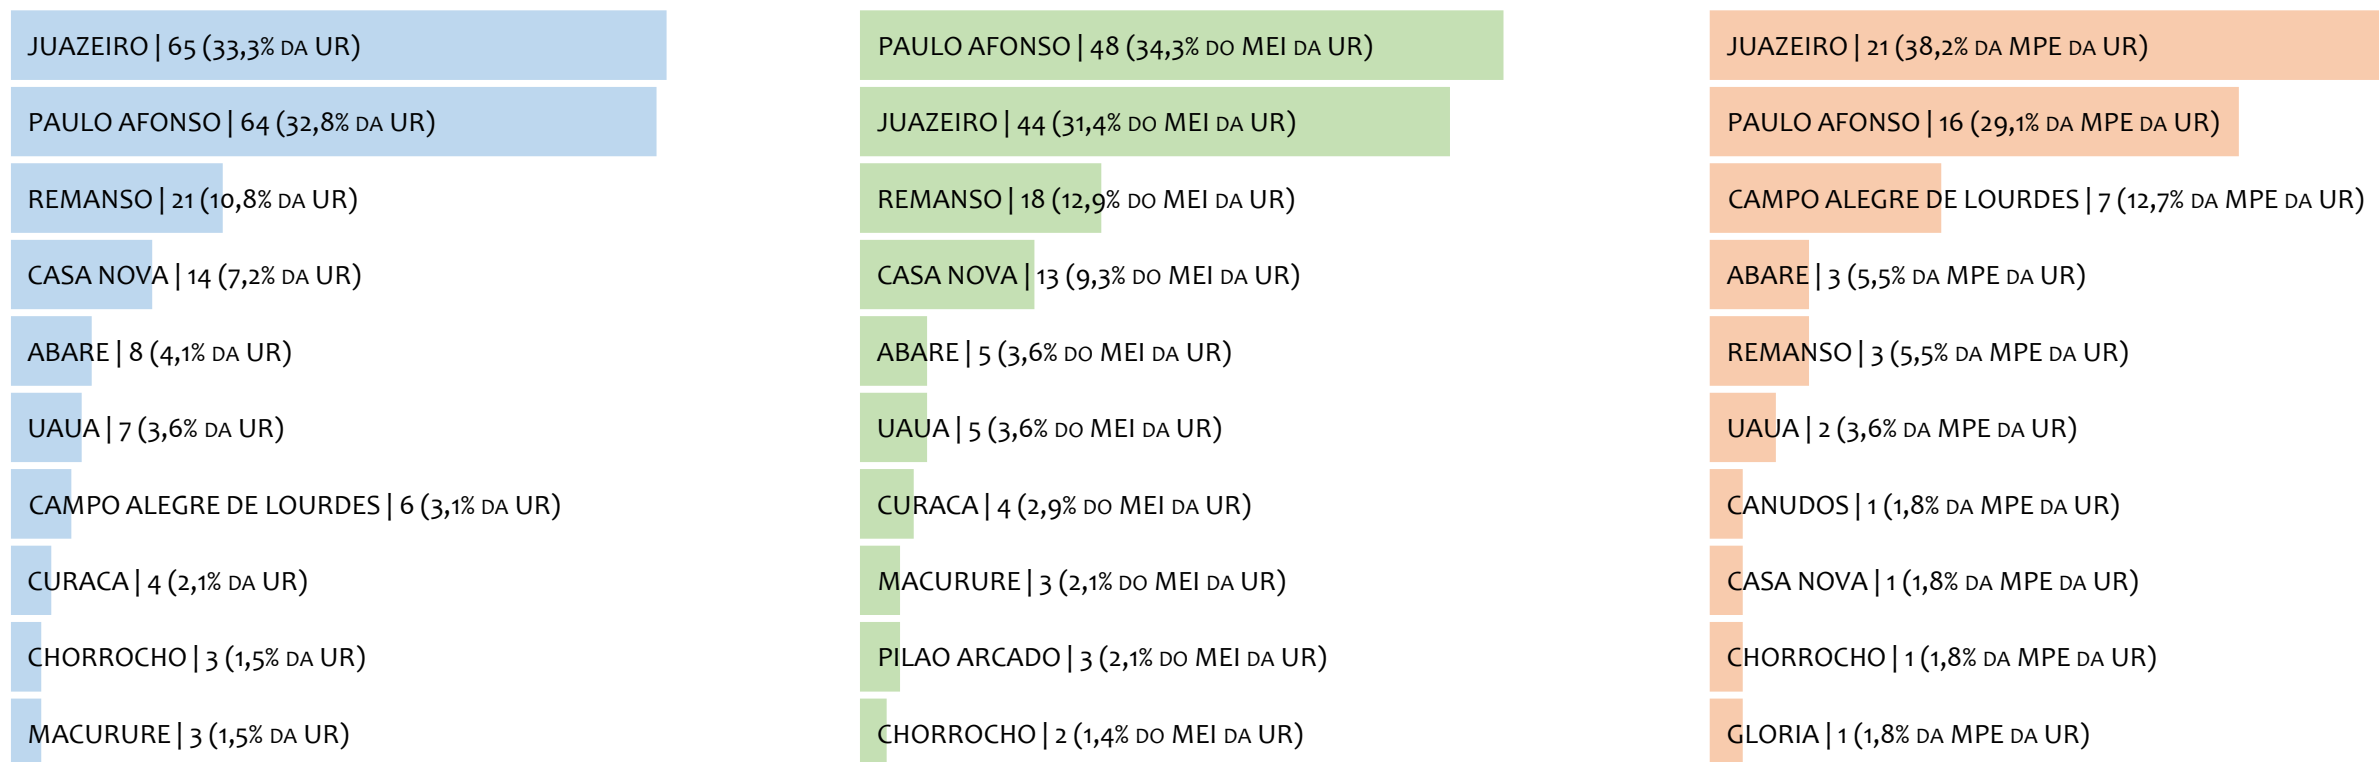 JUAZEIRO | 65 (33,3% DA UR)
PAULO AFONSO | 64 (32,8% DA UR)
REMANSO | 21 (10,8% DA UR)
CASA NOVA | 14 (7,2% DA UR)
ABARE | 8 (4,1% DA UR)
UAUA | 7 (3,6% DA UR)
CAMPO ALEGRE DE LOURDES | 6 (3,1% DA UR)
CURACA | 4 (2,1% DA UR)
CHORROCHO | 3 (1,5% DA UR)
MACURURE | 3 (1,5% DA UR)
PAULO AFONSO | 48 (34,3% DO MEI DA UR)
JUAZEIRO | 44 (31,4% DO MEI DA UR)
REMANSO | 18 (12,9% DO MEI DA UR)
CASA NOVA | 13 (9,3% DO MEI DA UR)
ABARE | 5 (3,6% DO MEI DA UR)
UAUA | 5 (3,6% DO MEI DA UR)
CURACA | 4 (2,9% DO MEI DA UR)
MACURURE | 3 (2,1% DO MEI DA UR)
PILAO ARCADO | 3 (2,1% DO MEI DA UR)
CHORROCHO | 2 (1,4% DO MEI DA UR)
JUAZEIRO | 21 (38,2% DA MPE DA UR)
PAULO AFONSO | 16 (29,1% DA MPE DA UR)
CAMPO ALEGRE DE LOURDES | 7 (12,7% DA MPE DA UR)
ABARE | 3 (5,5% DA MPE DA UR)
REMANSO | 3 (5,5% DA MPE DA UR)
UAUA | 2 (3,6% DA MPE DA UR)
CANUDOS | 1 (1,8% DA MPE DA UR)
CASA NOVA | 1 (1,8% DA MPE DA UR)
CHORROCHO | 1 (1,8% DA MPE DA UR)
GLORIA | 1 (1,8% DA MPE DA UR)